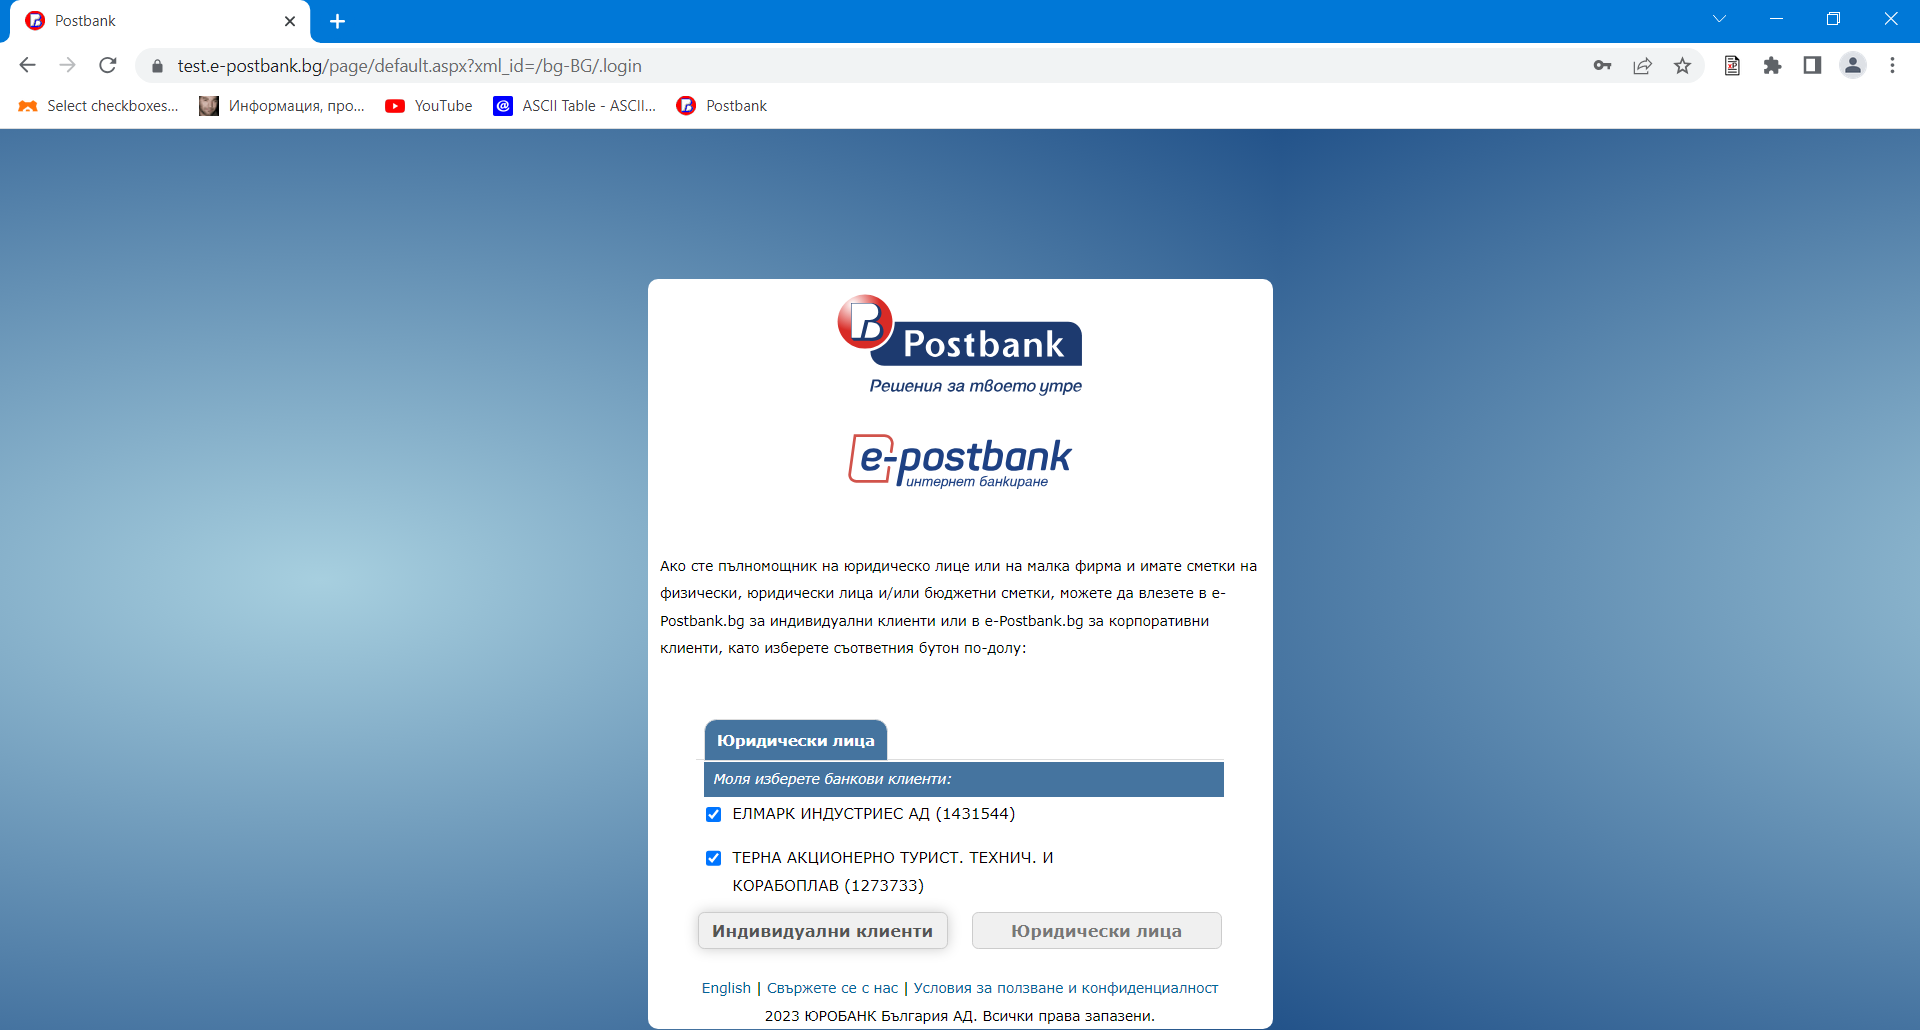 Postbank
test.e-postbank.bg/page/default.aspx?xml_id=/bg-BG/.login
Select checkboxes... Информация, про... YouTube @ ASCII Table - ASCII... Postbank
Postbank
Решения за твоето утре
e-postbank
интернет банкиране
Ако сте пълномощник на юридическо лице или на малка фирма и имате сметки на
физически, юридически лица и/или бюджетни сметки, можете да влезете в e-
Postbank.bg за индивидуални клиенти или в e-Postbank.bg за корпоративни
клиенти, като изберете съответния бутон по-долу:
Юридически лица
Моля изберете банкови клиенти:
ЕЛМАРК ИНДУСТРИЕС АД (1431544)
ТЕРНА АКЦИОНЕРНО ТУРИСТ. ТЕХНИЧ. И
КОРАБОПЛАВ (1273733)
Индивидуални клиенти Юридически лица
English | Свържете се с нас | Условия за ползване и конфиденциалност
2023 ЮРОБАНК България АД. Всички права запазени.